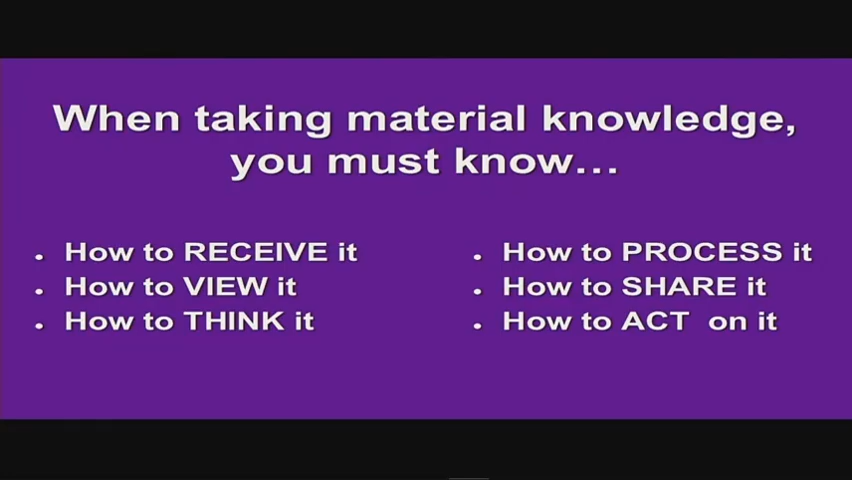 When taking material knowledge,
you must know...
. How to RECEIVE it
. How to VIEW it
. How to THINK it
. How to PROCESS it
. How to SHARE it
. How to ACT  on it